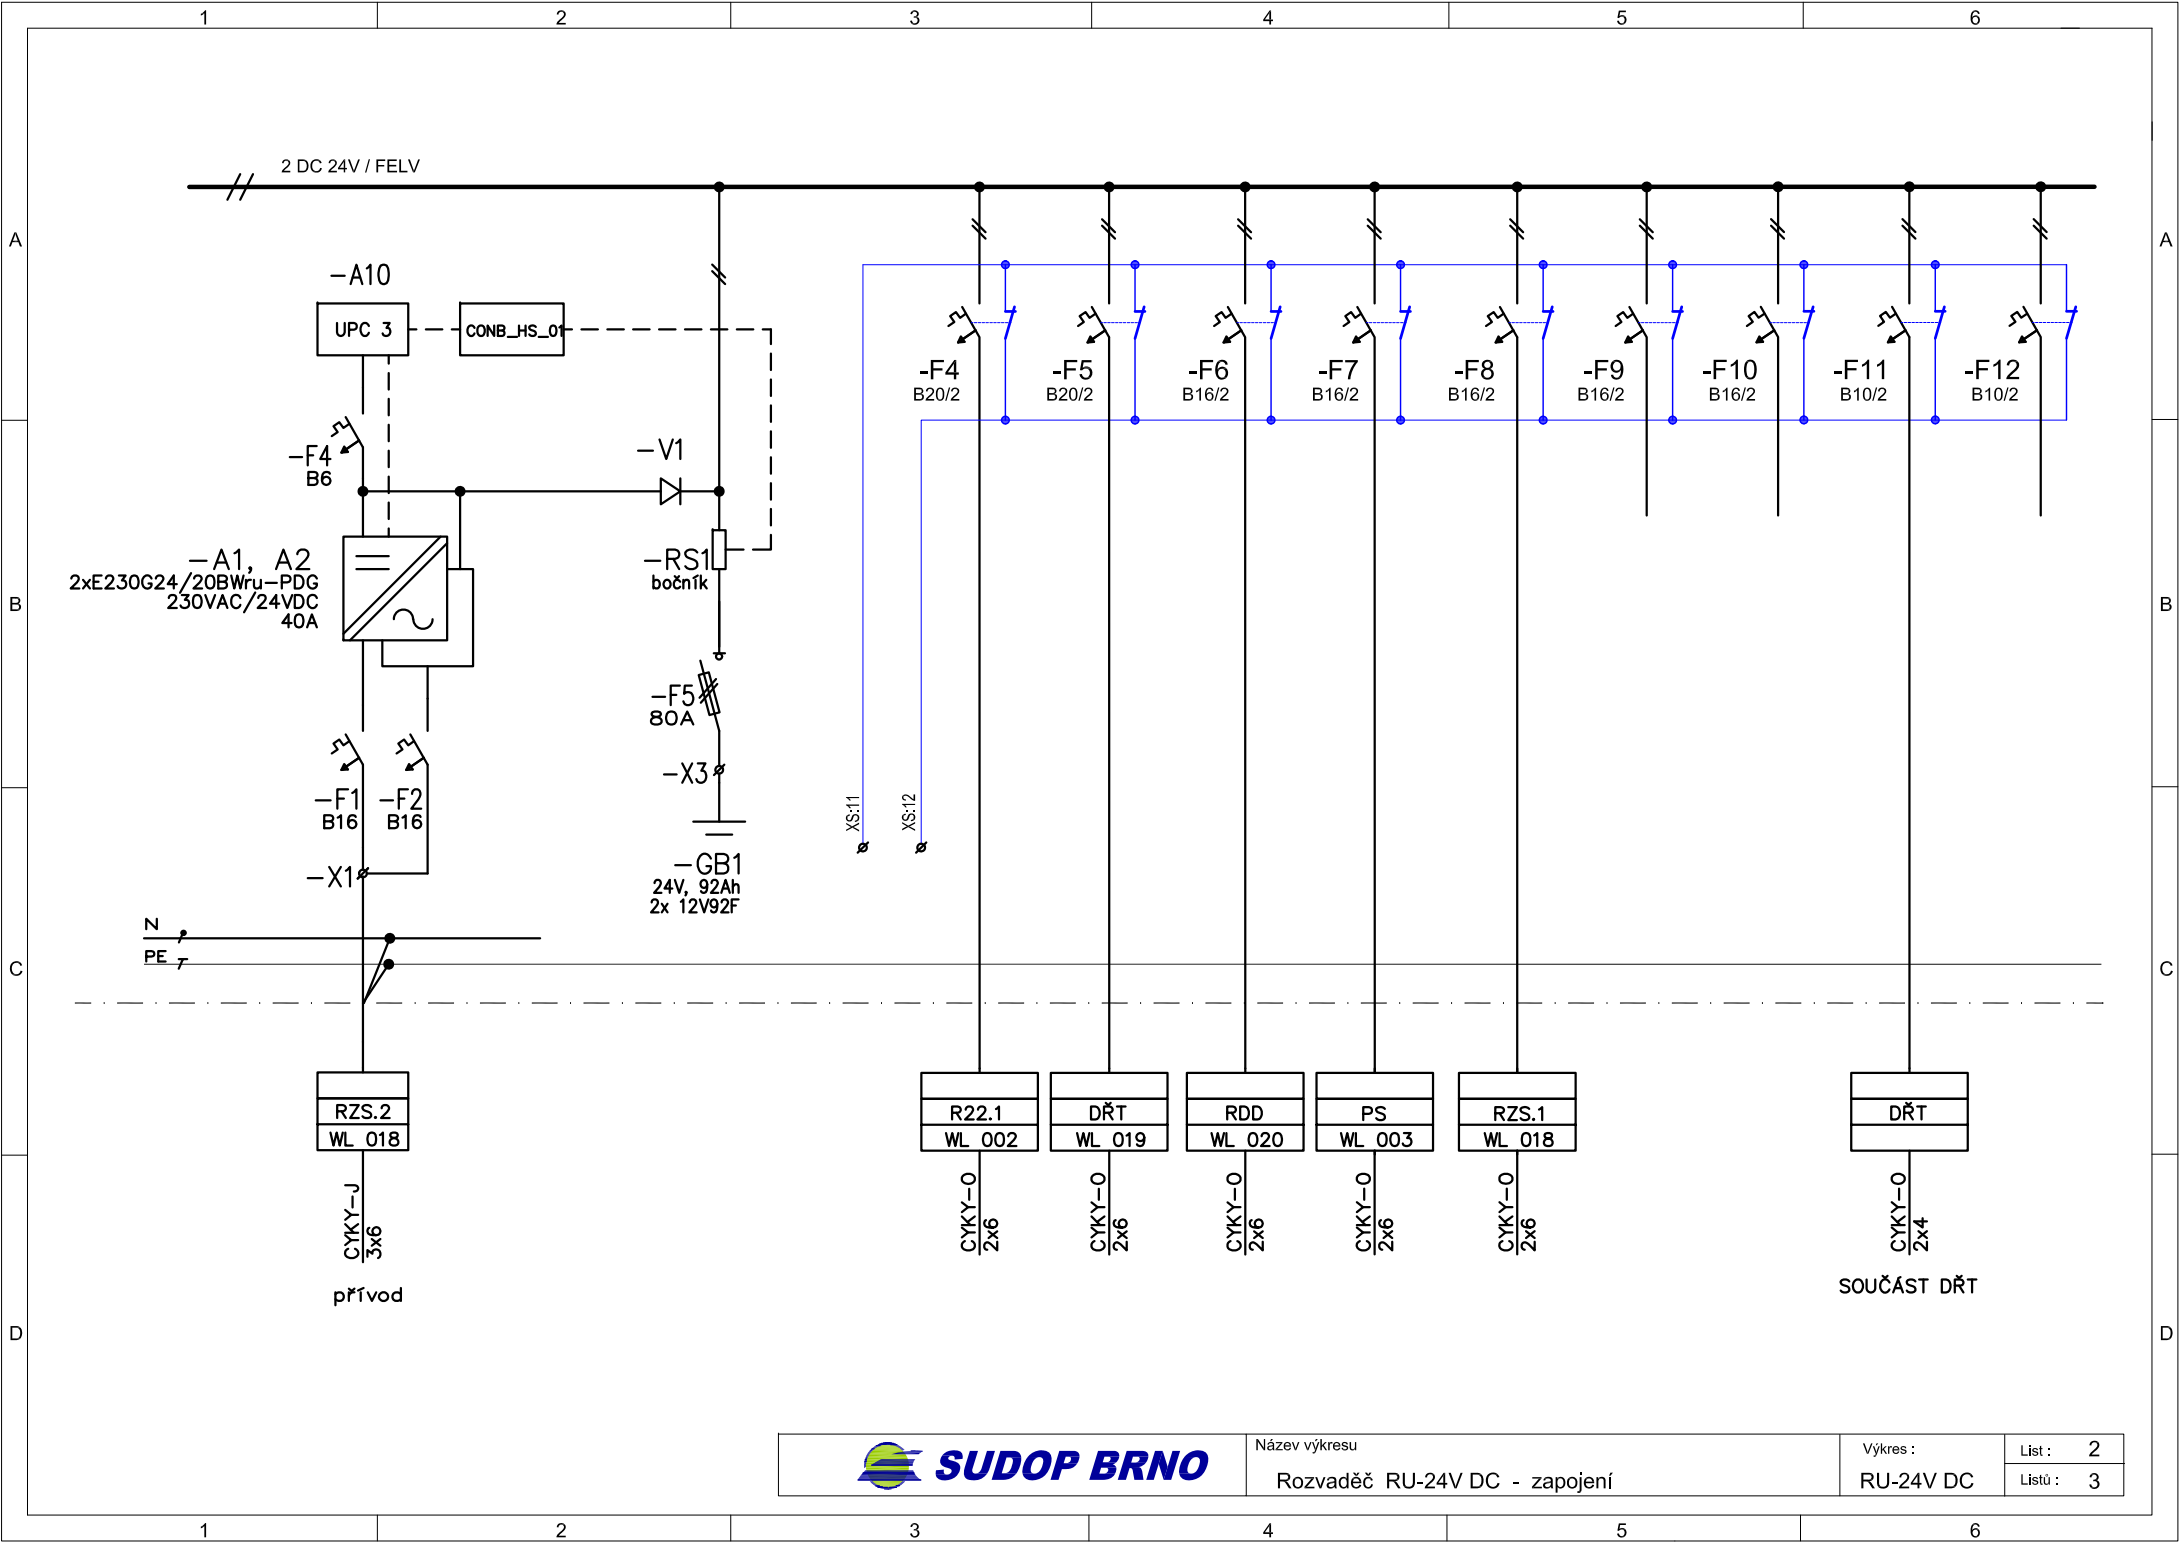 1 2 3 4 5 6
2 DC 24V / FELV
A A
-A10
UPC 3
CONB_HS_01
-F4
B6
-V1
-A1, A2
2xE230G24/20BWru-PDG
230VAC/24VDC
40A
-RS1
bočník
-F5
80A
-X3
-GB1
24V, 92Ah
2x 12V92F
-F1
B16
-F2
B16
-X1
N
PE
-F4
B20/2
-F5
B20/2
-F6
B16/2
-F7
B16/2
-F8
B16/2
-F9
B16/2
-F10
B16/2
-F11
B10/2
-F12
B10/2
B B
XS:11
XS:12
C C
RZS.2
WL 018
CYKY-J
3x6
přívod
R22.1
WL 002
CYKY-O
2x6
DŘT
WL 019
CYKY-O
2x6
RDD
WL 020
CYKY-O
2x6
PS
WL 003
CYKY-O
2x6
RZS.1
WL 018
CYKY-O
2x6
DŘT
CYKY-O
2x4
SOUČÁST DŘT
D D
SUDOP BRNO
Název výkresu
Rozvaděč RU-24V DC - zapojení
Výkres :
RU-24V DC
List : 2
Listů : 3
1 2 3 4 5 6